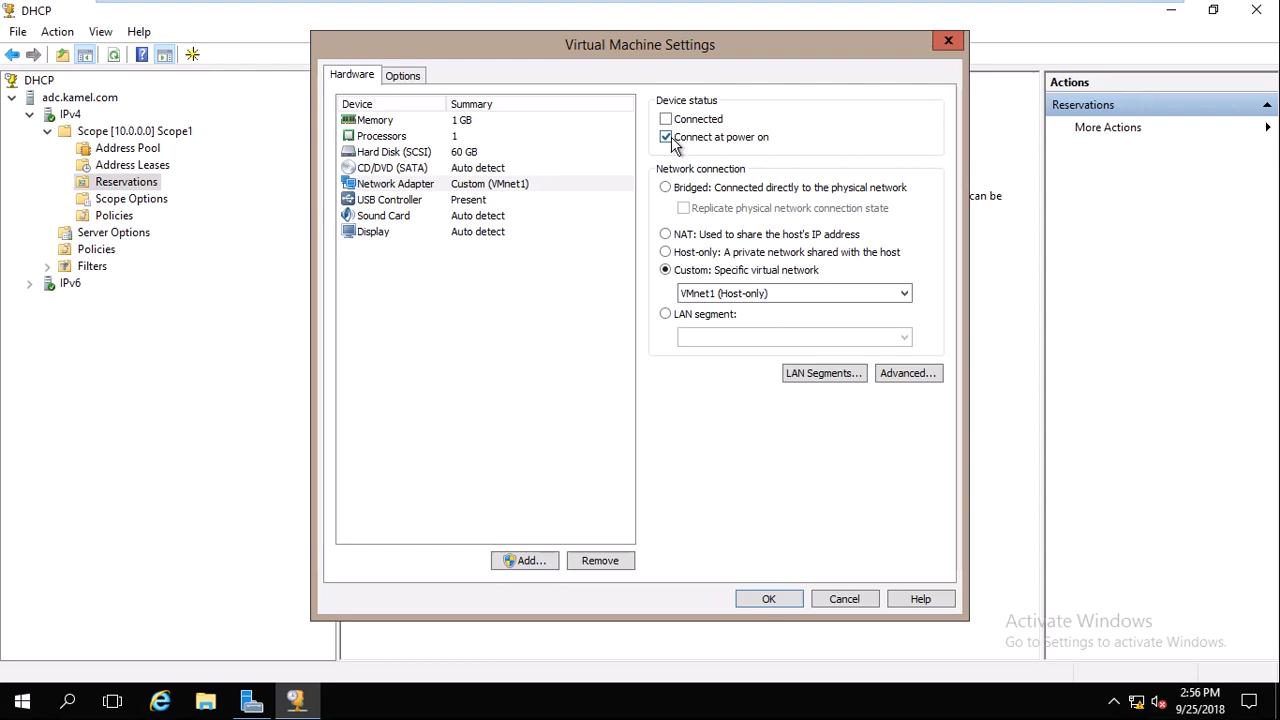 DHCP
File Action View Help
DHCP
adc.kamel.com
IPv4
Scope [10.0.0.0] Scope1
Address Pool
Address Leases
Reservations
Scope Options
Policies
Server Options
Policies
Filters
IPv6
Virtual Machine Settings
Hardware Options
Device Summary
Memory 1 GB
Processors 1
Hard Disk (SCSI) 60 GB
CD/DVD (SATA) Auto detect
Network Adapter Custom (VMnet1)
USB Controller Present
Sound Card Auto detect
Display Auto detect
Add... Remove
Device status
Connected
Connect at power on
Network connection
Bridged: Connected directly to the physical network
Replicate physical network connection state
NAT: Used to share the host's IP address
Host-only: A private network shared with the host
Custom: Specific virtual network
VMnet1 (Host-only)
LAN segment:
LAN Segments... Advanced...
OK Cancel Help
can be
Actions
Reservations
More Actions
Activate Windows
Go to Settings to activate Windows.
2:56 PM
9/25/2018